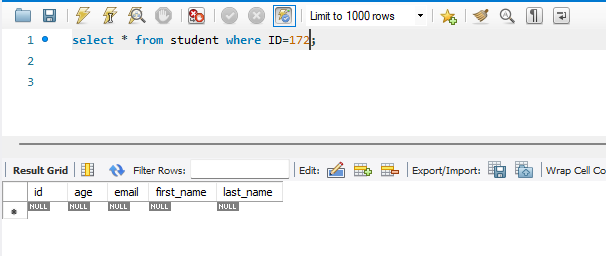 Limit to 1000 rows
1 select * from student where ID=172;
2
3
Result Grid Filter Rows: Edit: Export/Import: Wrap Cell Co
id age email first_name last_name
NULL NULL NULL NULL NULL